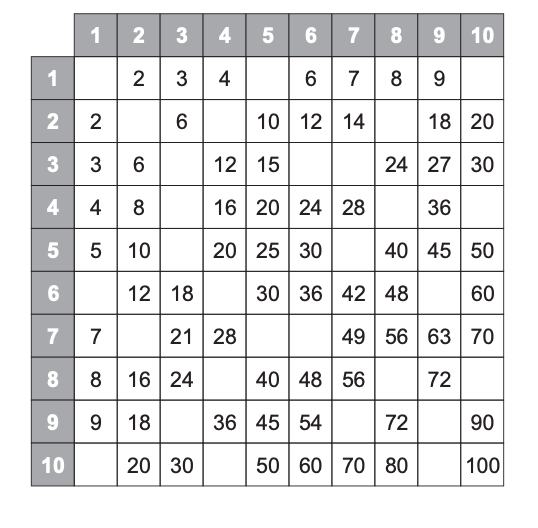 1 2 3 4 5 6 7 8 9 10
1 2 3 4 6 7 8 9
2 2 6 10 12 14 18 20
3 3 6 12 15 24 27 30
4 4 8 16 20 24 28 36
5 5 10 20 25 30 40 45 50
6 12 18 30 36 42 48 60
7 7 21 28 49 56 63 70
8 8 16 24 40 48 56 72
9 9 18 36 45 54 72 90
10 20 30 50 60 70 80 100